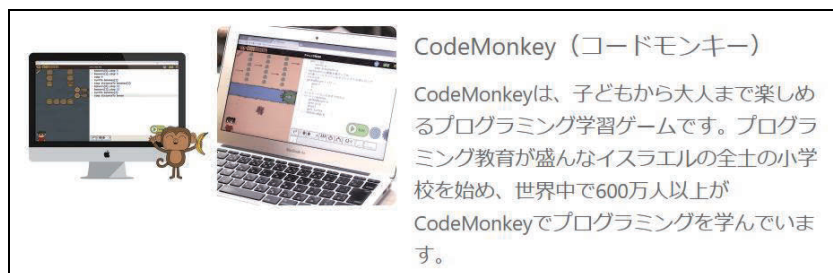 CodeMonkey（コードモンキー）
CodeMonkeyは、子どもから大人まで楽しめ
るプログラミング学習ゲームです。プログラ
ミング教育が盛んなイスラエルの全土の小学
校を始め、世界中で600万人以上が
CodeMonkeyでプログラミングを学んでいま
す。